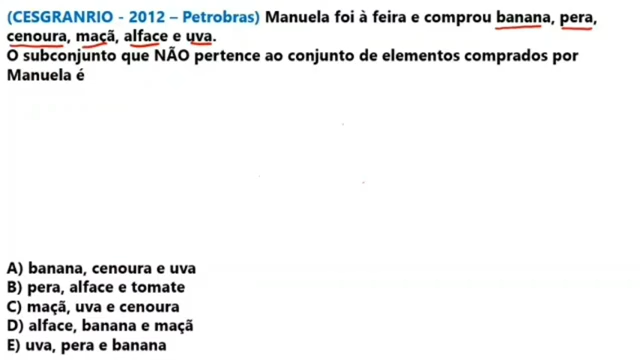 (CESGRANRIO - 2012 – Petrobras) Manuela foi à feira e comprou banana, pera,
cenoura, maçã, alface e uva.
O subconjunto que NÃO pertence ao conjunto de elementos comprados por
Manuela é
A) banana, cenoura e uva
B) pera, alface e tomate
C) maçã, uva e cenoura
D) alface, banana e maçã
E) uva, pera e banana